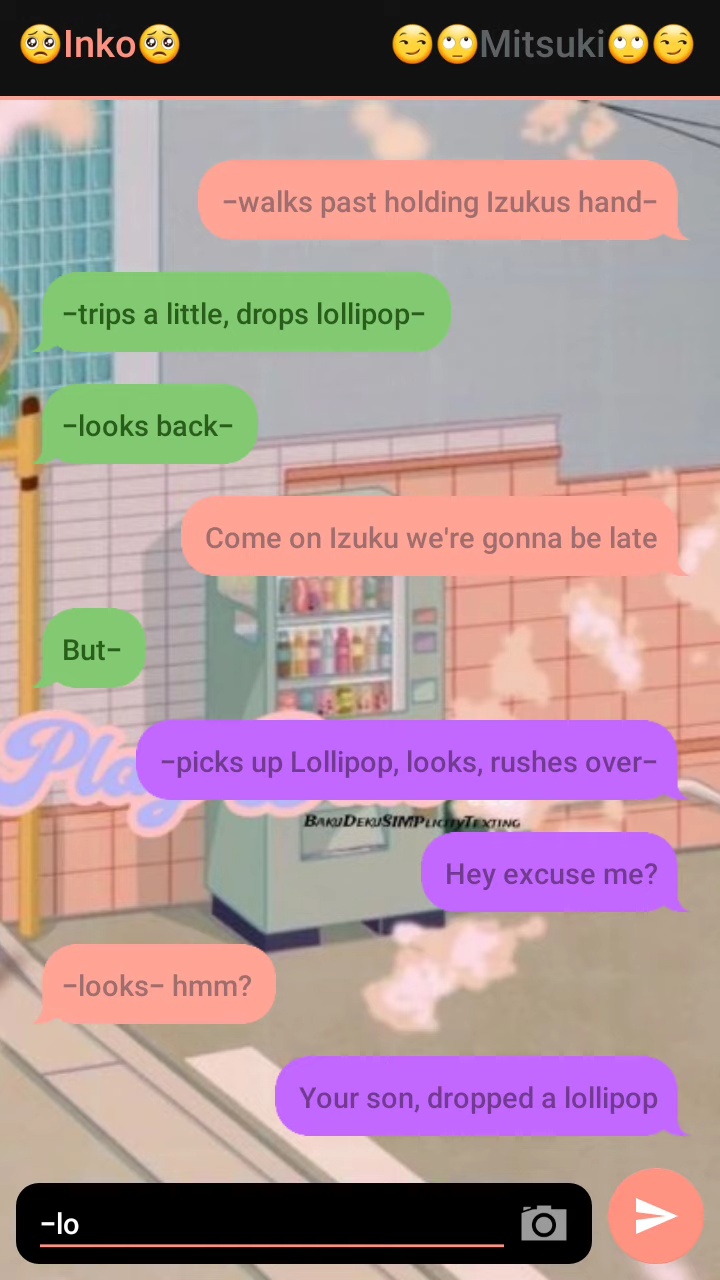 🥺Inko🥺 😏🙄Mitsuki🙄😏
–walks past holding Izukus hand–
–trips a little, drops lollipop–
–looks back–
Come on Izuku we're gonna be late
But–
–picks up Lollipop, looks, rushes over–
BakuDekuSIMPlicityTexting
Hey excuse me?
–looks– hmm?
Your son, dropped a lollipop
–lo